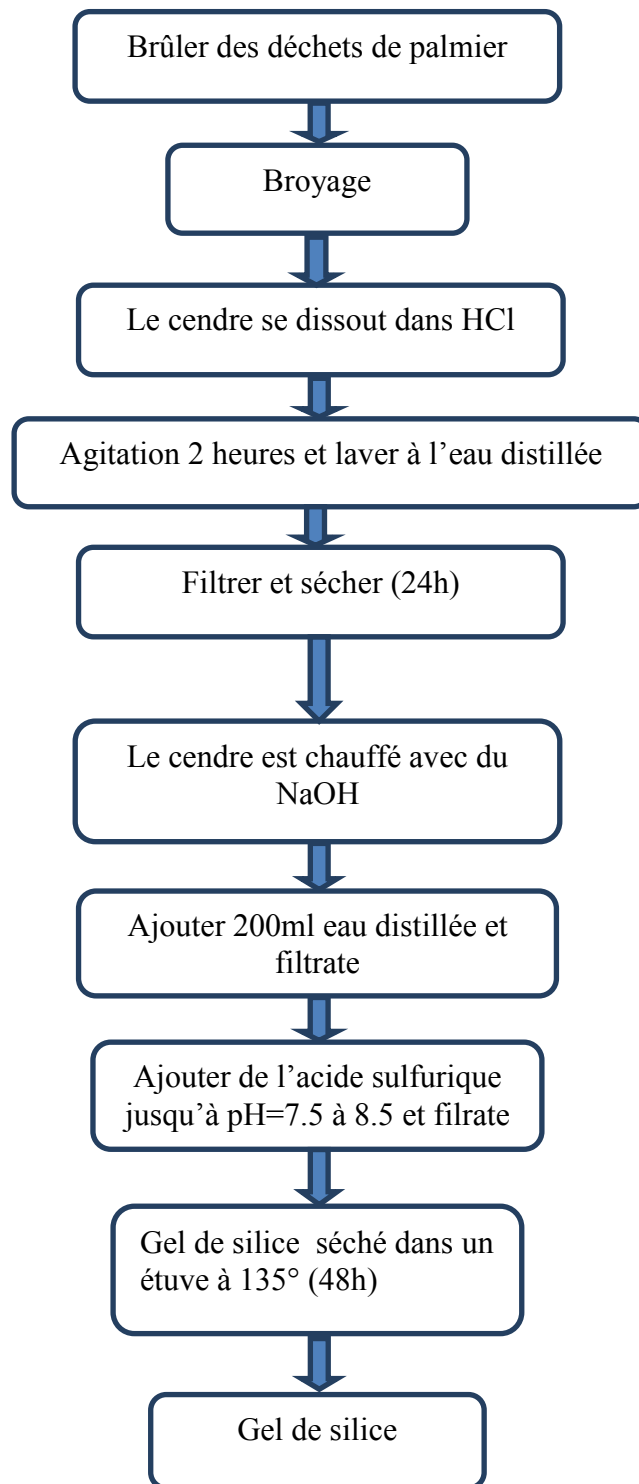 Brûler des déchets de palmier
Broyage
Le cendre se dissout dans HCl
Agitation 2 heures et laver à l’eau distillée
Filtrer et sécher (24h)
Le cendre est chauffé avec du
NaOH
Ajouter 200ml eau distillée et
filtrate
Ajouter de l’acide sulfurique
jusqu’à pH=7.5 à 8.5 et filrate
Gel de silice séché dans un
étuve à 135° (48h)
Gel de silice